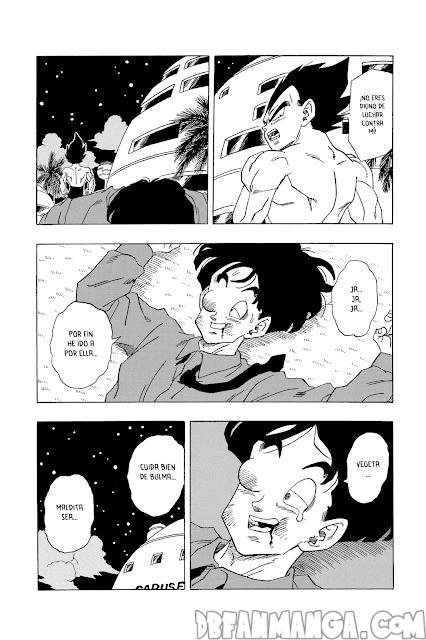 ¡NO ERES
DIGNO DE
LUCHAR
CONTRA
MÍ!
JA...
JA,
JA...
POR FIN
HE IDO A
POR ELLA...
VEGETA
...
CUIDA BIEN
DE BULMA...
MALDITA
SEA...
DBFANMANGA.COM